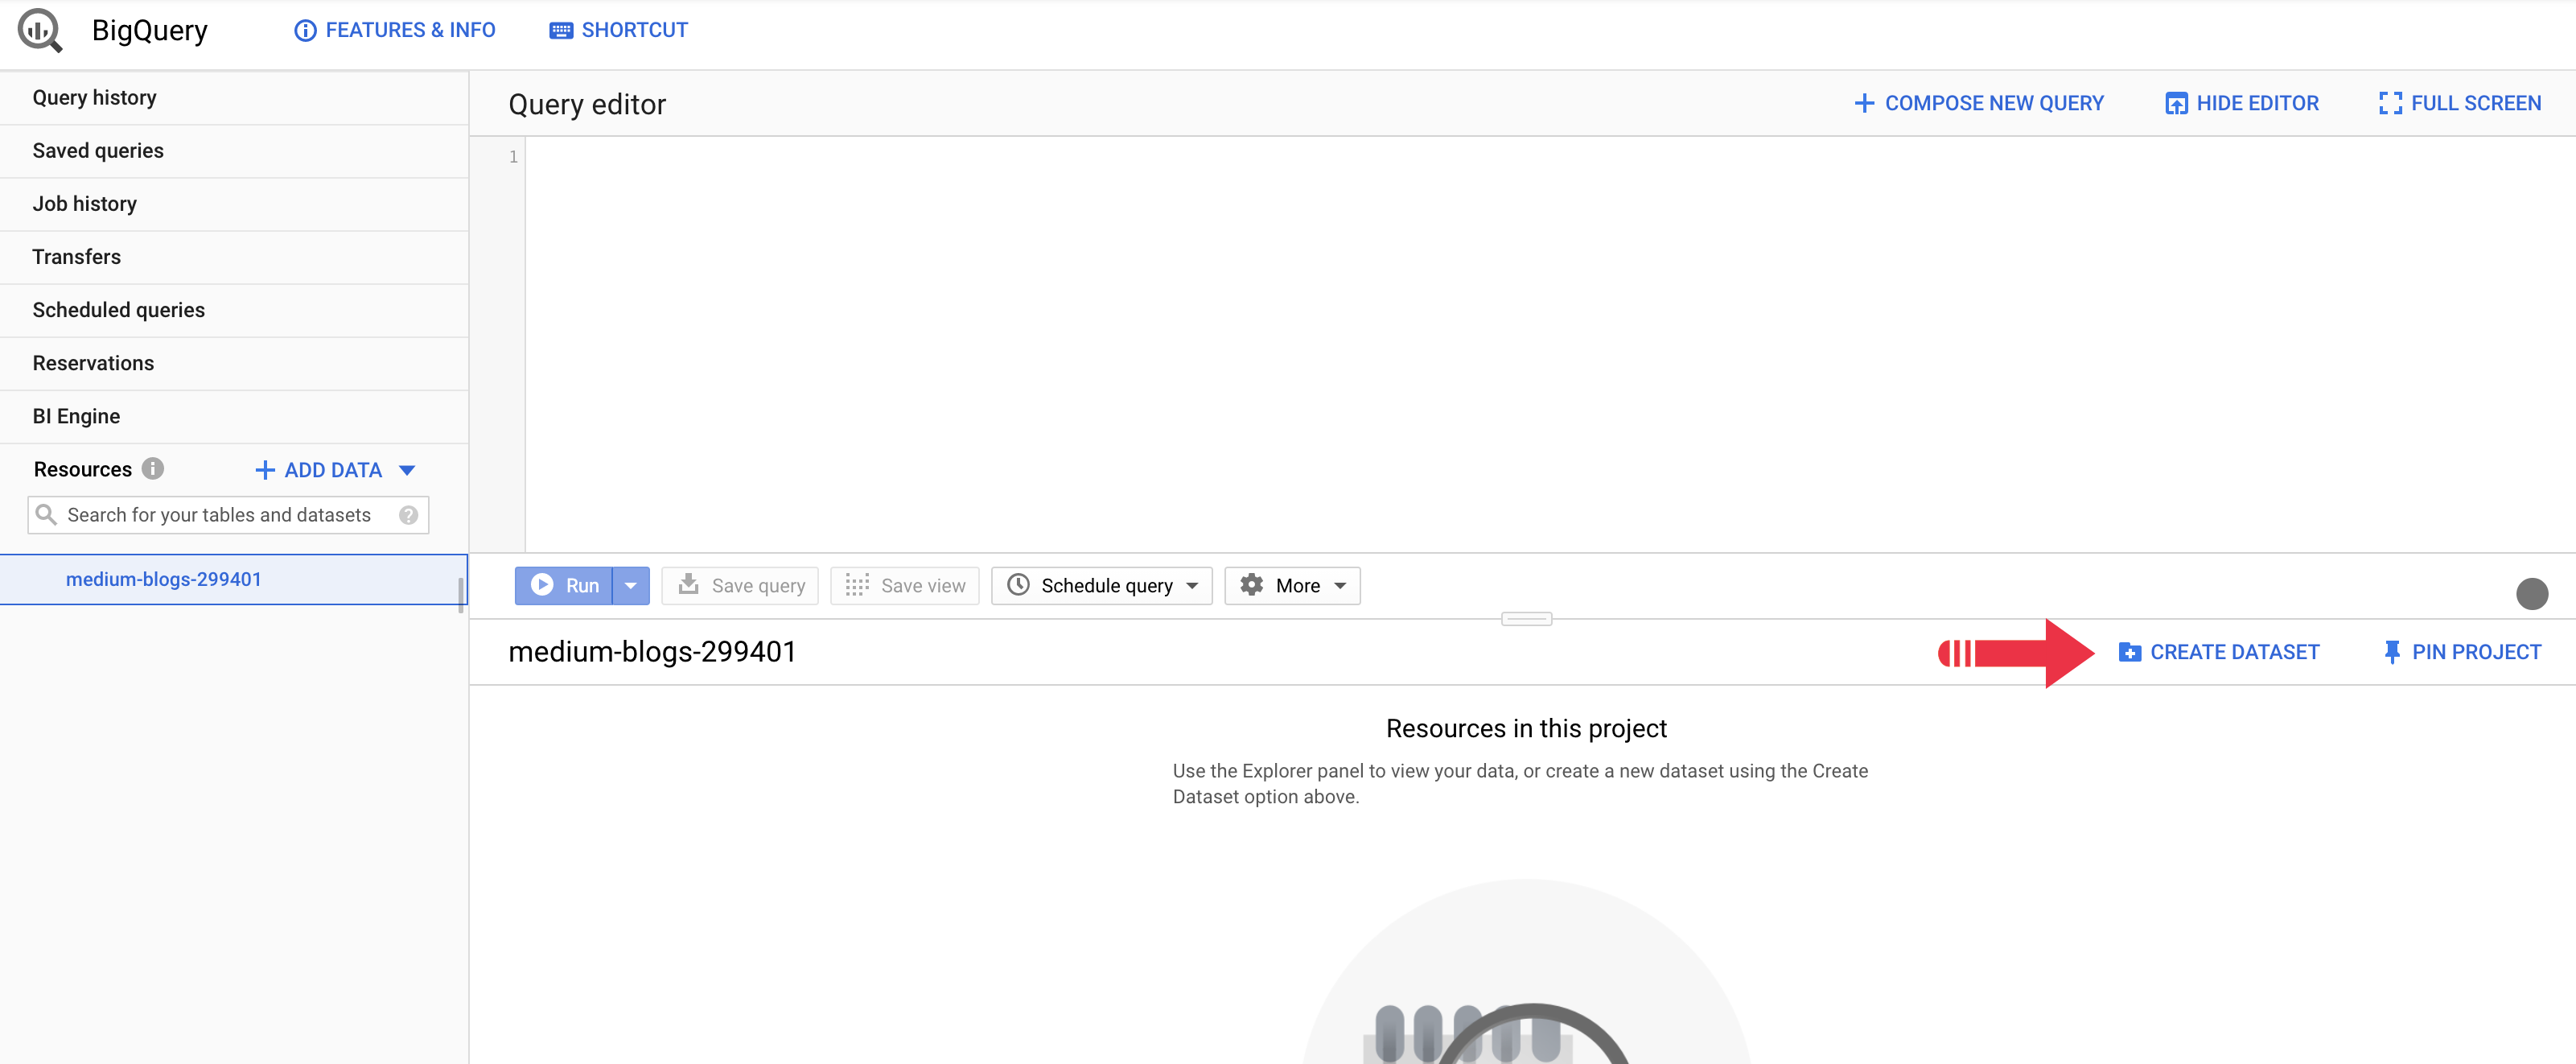 BigQuery
FEATURES & INFO
SHORTCUT
Query history
Saved queries
Job history
Transfers
Scheduled queries
Reservations
BI Engine
Resources
+ ADD DATA
Search for your tables and datasets
medium-blogs-299401
Query editor
+ COMPOSE NEW QUERY
HIDE EDITOR
FULL SCREEN
1
Run
Save query
Save view
Schedule query
More
medium-blogs-299401
CREATE DATASET
PIN PROJECT
Resources in this project
Use the Explorer panel to view your data, or create a new dataset using the Create
Dataset option above.